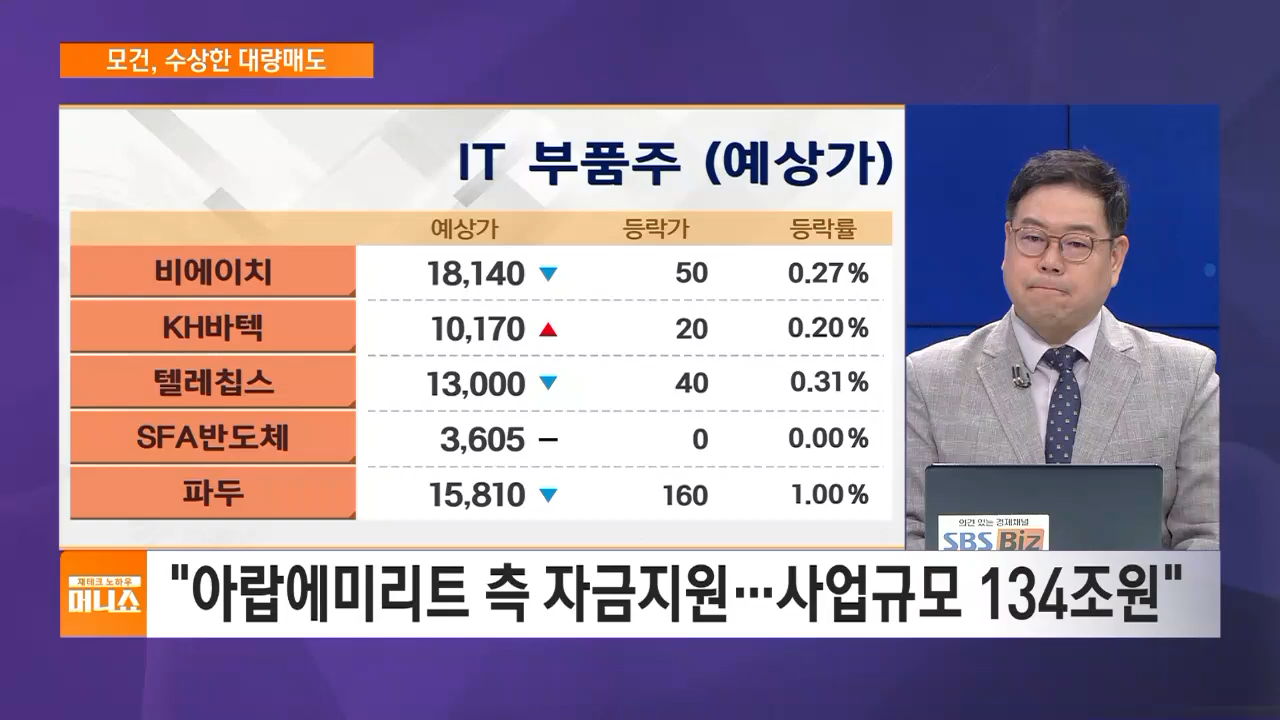 모건, 수상한 대량매도
IT 부품주 (예상가)
예상가 등락가 등락률
비에이치 18,140 ▼ 50 0.27%
KH바텍 10,170 ▲ 20 0.20%
텔레칩스 13,000 ▼ 40 0.31%
SFA반도체 3,605 – 0 0.00%
파두 15,810 ▼ 160 1.00%
의견 있는 경제채널
SBS Biz
재테크 노하우
머니쇼
"아랍에미리트 측 자금지원…사업규모 134조원"